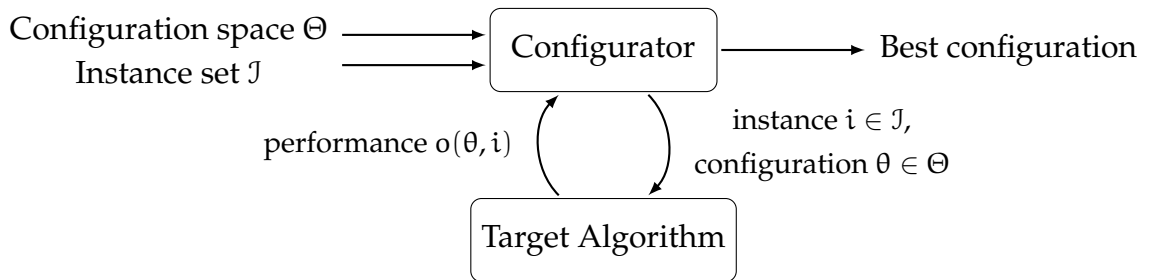 Configuration space Θ
Instance set ℐ
Configurator
Best configuration
performance o(θ, i)
instance i ∈ ℐ,
configuration θ ∈ Θ
Target Algorithm